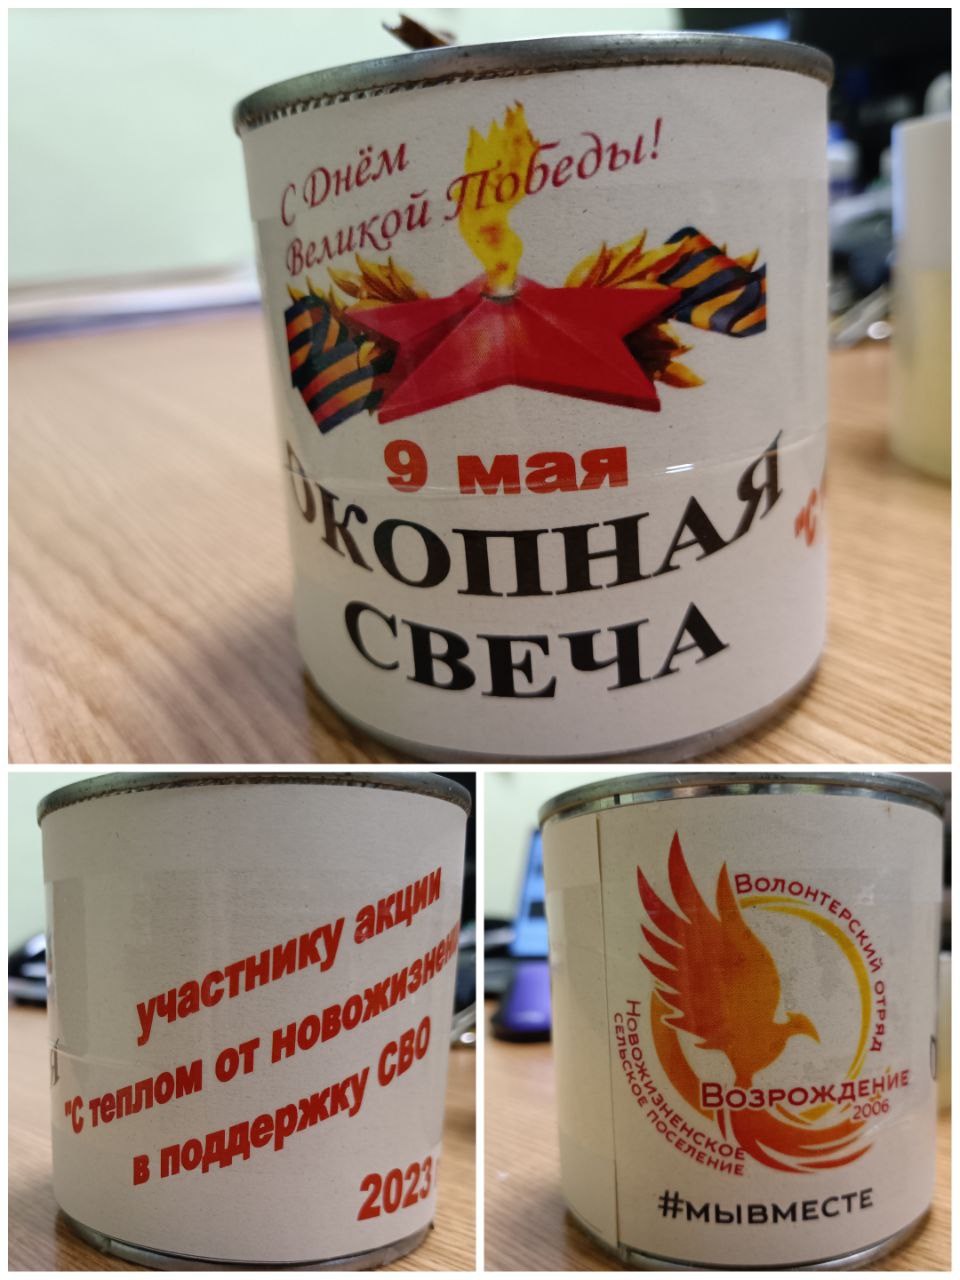 С Днём
Великой Победы!
9 мая
ОКОПНАЯ
СВЕЧА
"С
участнику акции
"С теплом от новожизнен
в поддержку СВО
2023 г
Волонтерский отряд
Возрождение
2006
Новожизненское
сельское поселение
#МЫВМЕСТЕ